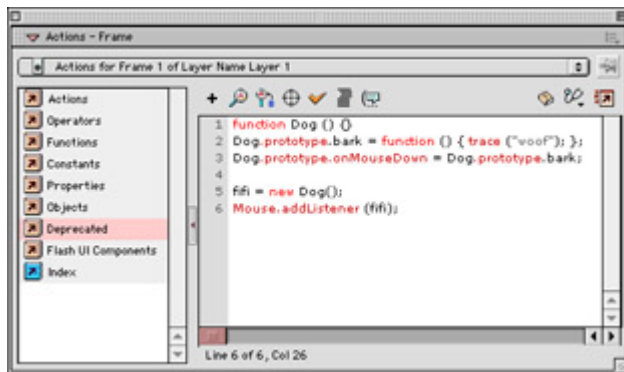 Actions - Frame
Actions for Frame 1 of Layer Name Layer 1
Actions
Operators
Functions
Constants
Properties
Objects
Deprecated
Flash UI Components
Index
1 function Dog () {}
2 Dog.prototype.bark = function () { trace ("woof"); };
3 Dog.prototype.onMouseDown = Dog.prototype.bark;
4
5 fifi = new Dog();
6 Mouse.addListener (fifi);
Line 6 of 6, Col 26